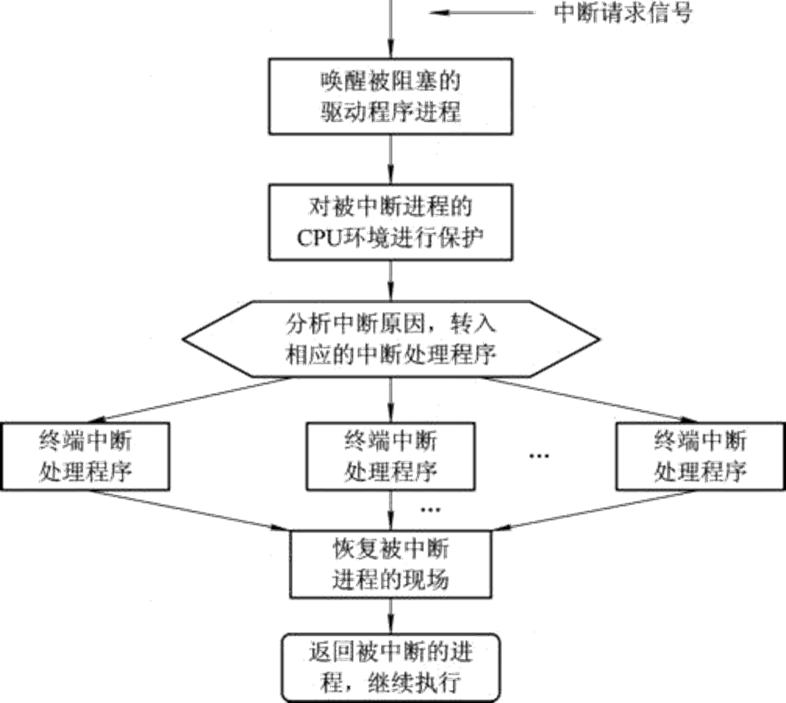 中断请求信号
唤醒被阻塞的
驱动程序进程
对被中断进程的
CPU环境进行保护
分析中断原因，转入
相应的中断处理程序
终端中断
处理程序
终端中断
处理程序
…
终端中断
处理程序
…
恢复被中断
进程的现场
返回被中断的进
程，继续执行